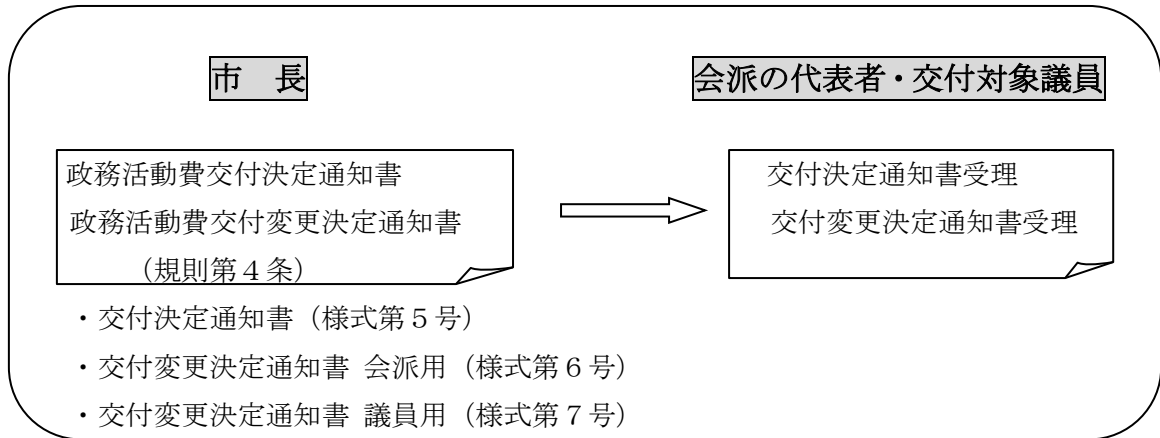 市　長
会派の代表者・交付対象議員
政務活動費交付決定通知書
政務活動費交付変更決定通知書
（規則第４条）
交付決定通知書受理
交付変更決定通知書受理
・交付決定通知書（様式第５号）
・交付変更決定通知書 会派用（様式第６号）
・交付変更決定通知書 議員用（様式第７号）